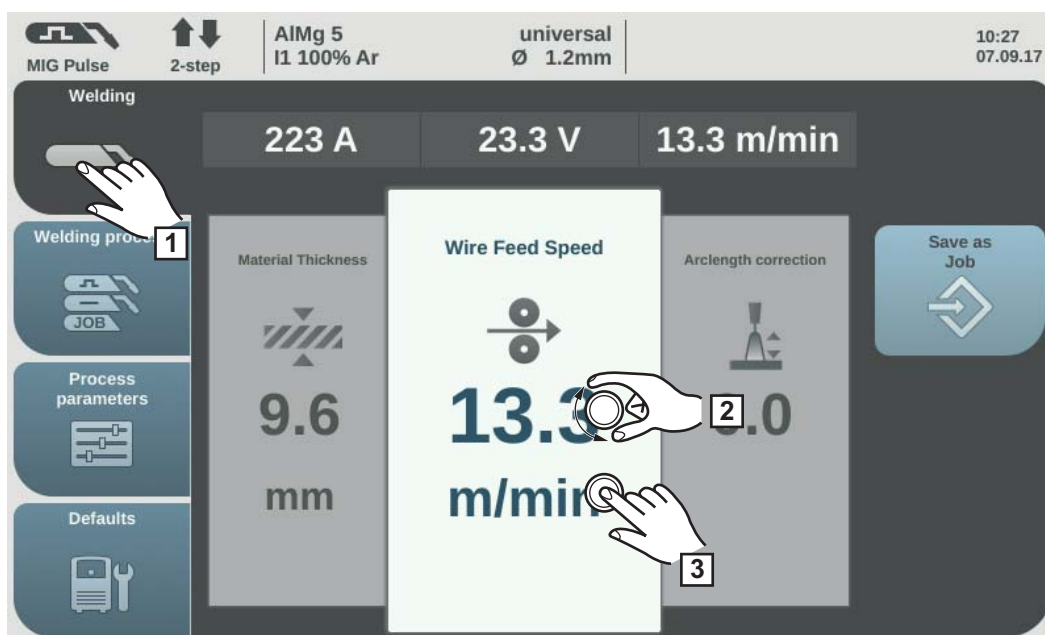 MIG Pulse
2-step
AlMg 5
I1 100% Ar
universal
Ø 1.2mm
10:27
07.09.17
Welding
223 A
23.3 V
13.3 m/min
1
Welding
JOB
Process
parameters
Defaults
Material Thickness
9.6
mm
Wire Feed Speed
13.3
m/min
Arclength correction
.0
2
3
Save as
Job